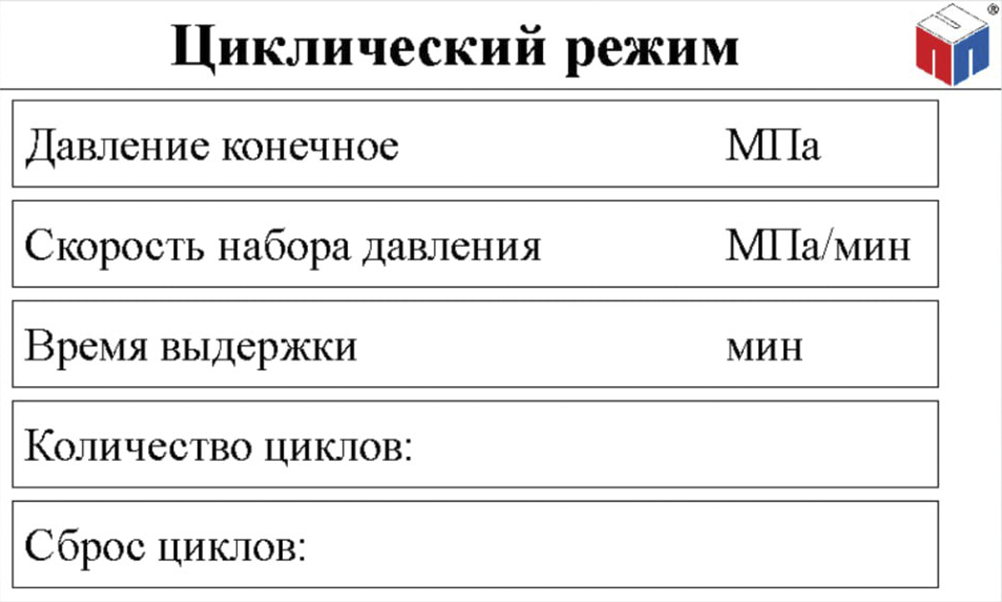 Циклический режим
®
Давление конечное МПа
Скорость набора давления МПа/мин
Время выдержки мин
Количество циклов:
Сброс циклов: